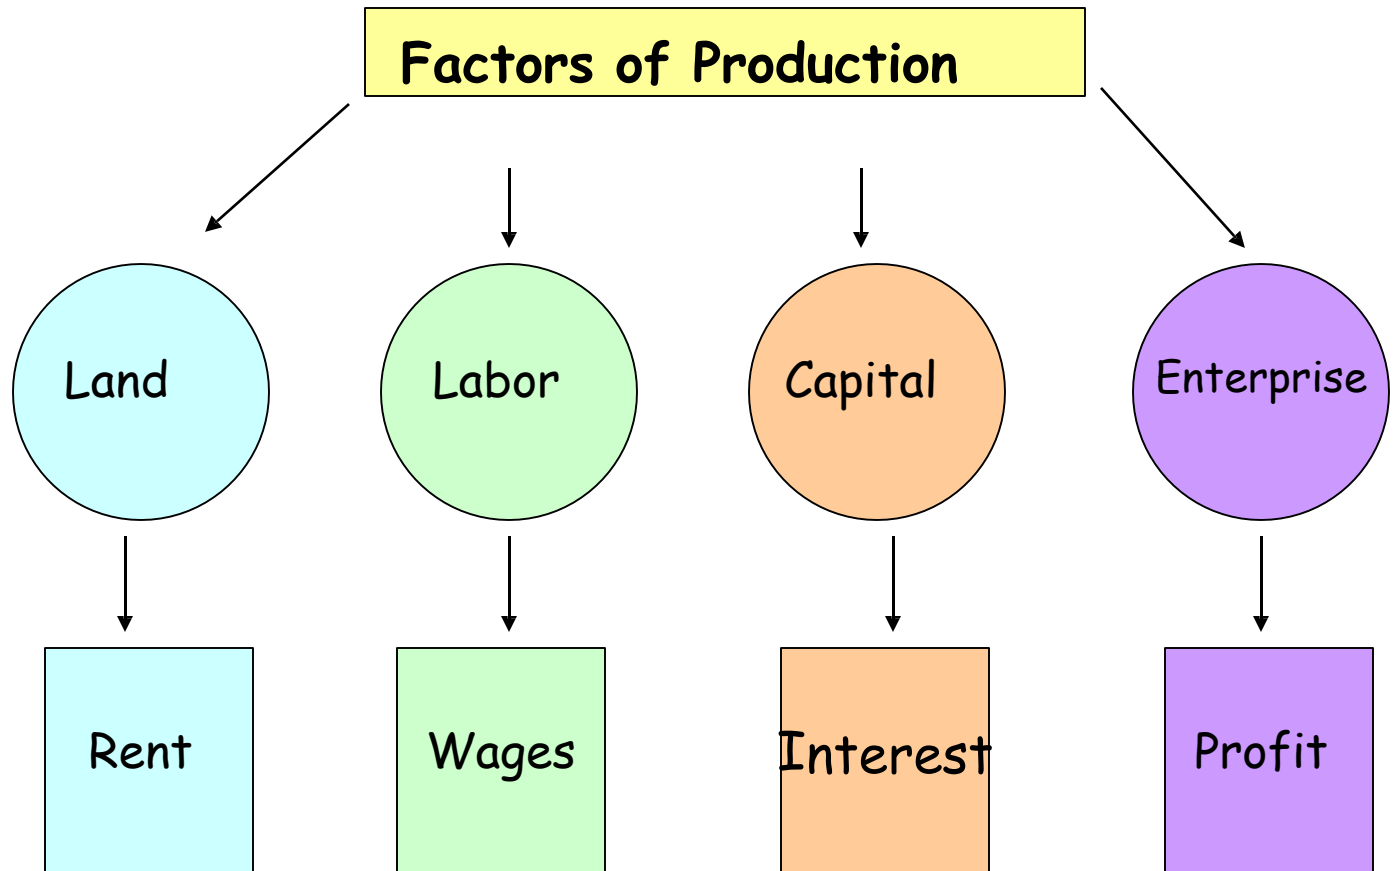 Factors of Production
Land
Labor
Capital
Enterprise
Rent
Wages
Interest
Profit